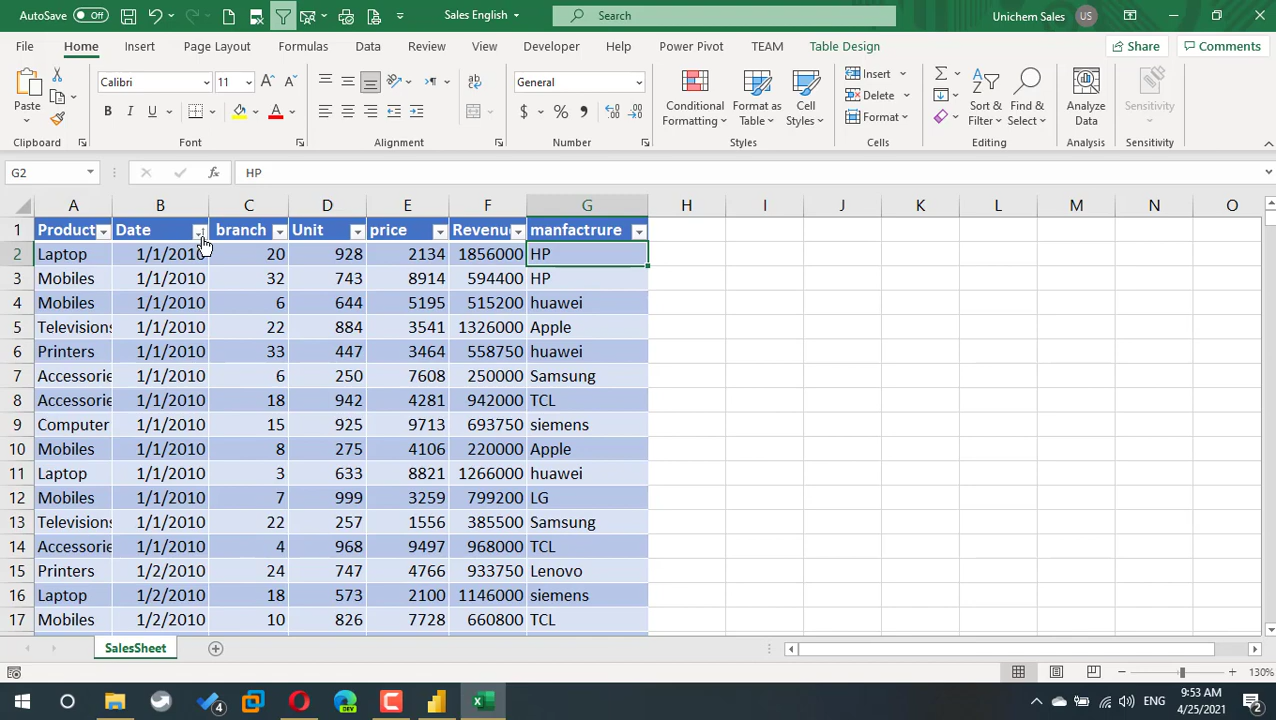 AutoSave Off Sales English Search Unichem Sales US
File Home Insert Page Layout Formulas Data Review View Developer Help Power Pivot TEAM Table Design Share Comments
Calibri 11 General
Paste
B I U A A A ab $ % ,
Conditional Formatting
Format as Table
Cell Styles
Insert
Delete
Format
Sort & Filter
Find & Select
Analyze Data
Sensitivity
Clipboard Font Alignment Number Styles Cells Editing Analysis Sensitivity
G2 fx HP
A B C D E F G H I J K L M N O
1 Product Date branch Unit price Revenu manfactrure
2 Laptop 1/1/2010 20 928 2134 1856000 HP
3 Mobiles 1/1/2010 32 743 8914 594400 HP
4 Mobiles 1/1/2010 6 644 5195 515200 huawei
5 Televisions 1/1/2010 22 884 3541 1326000 Apple
6 Printers 1/1/2010 33 447 3464 558750 huawei
7 Accessorie 1/1/2010 6 250 7608 250000 Samsung
8 Accessorie 1/1/2010 18 942 4281 942000 TCL
9 Computer 1/1/2010 15 925 9713 693750 siemens
10 Mobiles 1/1/2010 8 275 4106 220000 Apple
11 Laptop 1/1/2010 3 633 8821 1266000 huawei
12 Mobiles 1/1/2010 7 999 3259 799200 LG
13 Televisions 1/1/2010 22 257 1556 385500 Samsung
14 Accessorie 1/1/2010 4 968 9497 968000 TCL
15 Printers 1/2/2010 24 747 4766 933750 Lenovo
16 Laptop 1/2/2010 18 573 2100 1146000 siemens
17 Mobiles 1/2/2010 10 826 7728 660800 TCL
SalesSheet
130%
4 DEV ENG 9:53 AM
4/25/2021 2